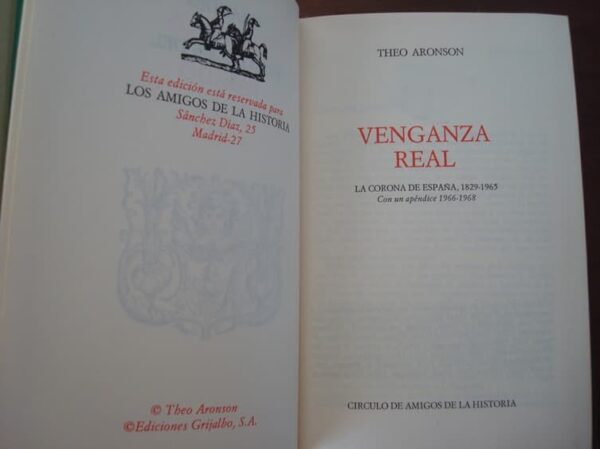 Esta edición está reservada para
LOS AMIGOS DE LA HISTORIA
Sánchez Díaz, 25
Madrid-27
© Theo Aronson
©Ediciones Grijalbo, S.A.
THEO ARONSON
VENGANZA
REAL
LA CORONA DE ESPAÑA, 1829-1965
Con un apéndice 1966-1968
CIRCULO DE AMIGOS DE LA HISTORIA